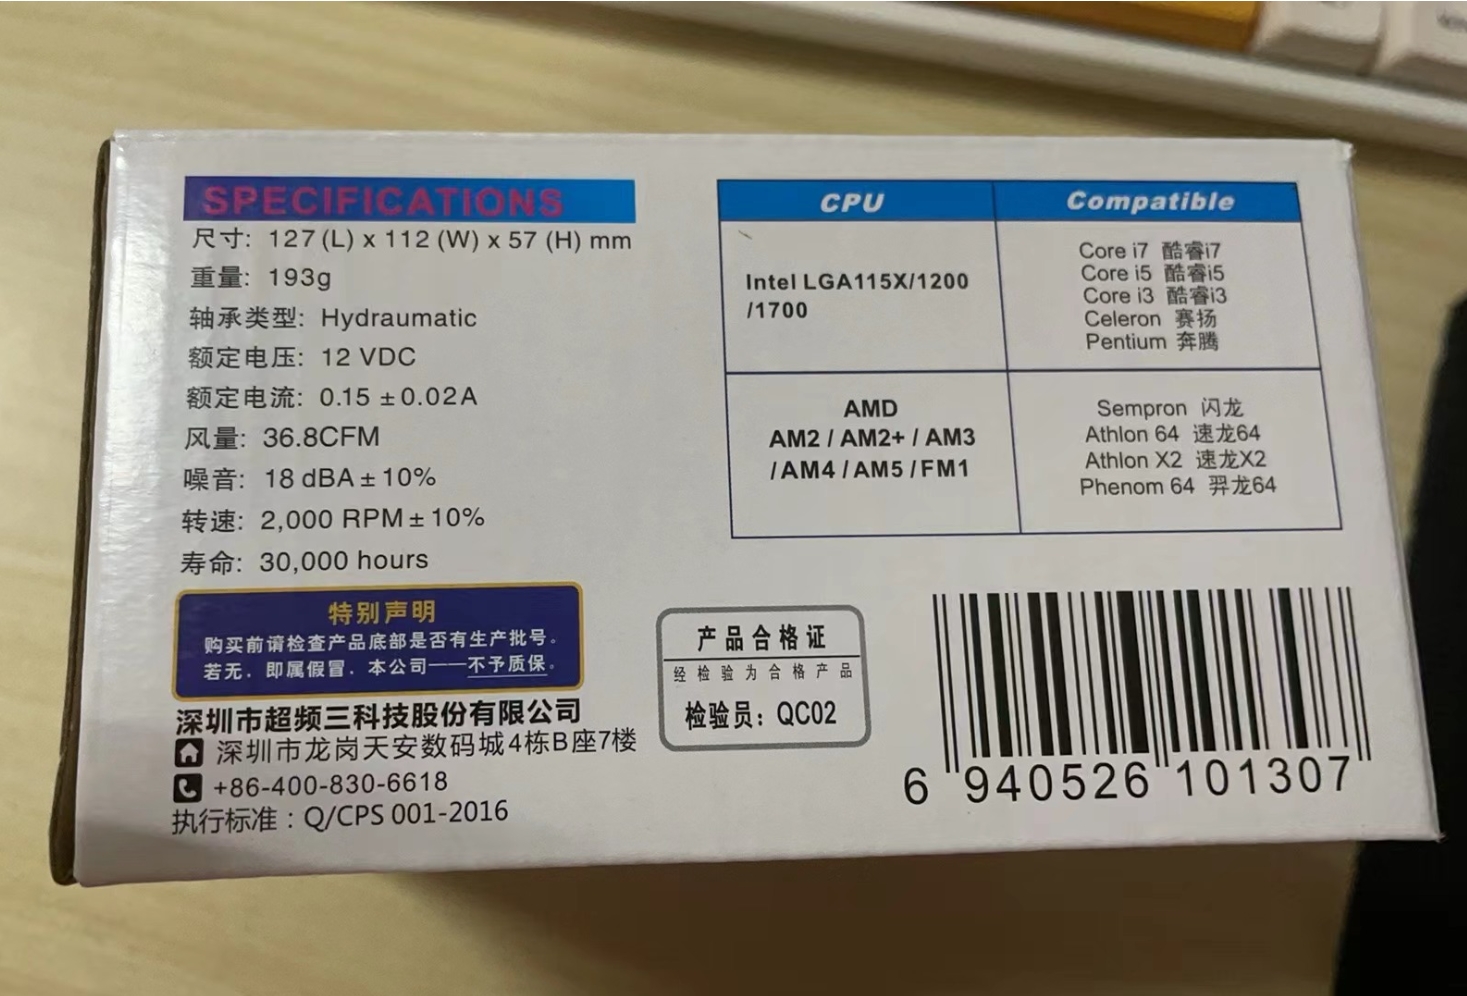 SPECIFICATIONS
尺寸: 127 (L) x 112 (W) x 57 (H) mm
重量: 193g
轴承类型: Hydraumatic
额定电压: 12 VDC
额定电流: 0.15 ±0.02A
风量: 36.8CFM
噪音: 18 dBA ± 10%
转速: 2,000 RPM ± 10%
寿命: 30,000 hours
特别声明
购买前请检查产品底部是否有生产批号。
若无，即属假冒，本公司——不予质保。
深圳市超频三科技股份有限公司
深圳市龙岗天安数码城4栋B座7楼
+86-400-830-6618
执行标准：Q/CPS 001-2016
CPU
Compatible
Intel LGA115X/1200
/1700
Core i7 酷睿i7
Core i5 酷睿i5
Core i3 酷睿i3
Celeron 赛扬
Pentium 奔腾
AMD
AM2 / AM2+ / AM3
/ AM4 / AM5 / FM1
Sempron 闪龙
Athlon 64 速龙64
Athlon X2 速龙X2
Phenom 64 羿龙64
产品合格证
经检验为合格产品
检验员：QC02
6 940526 101307